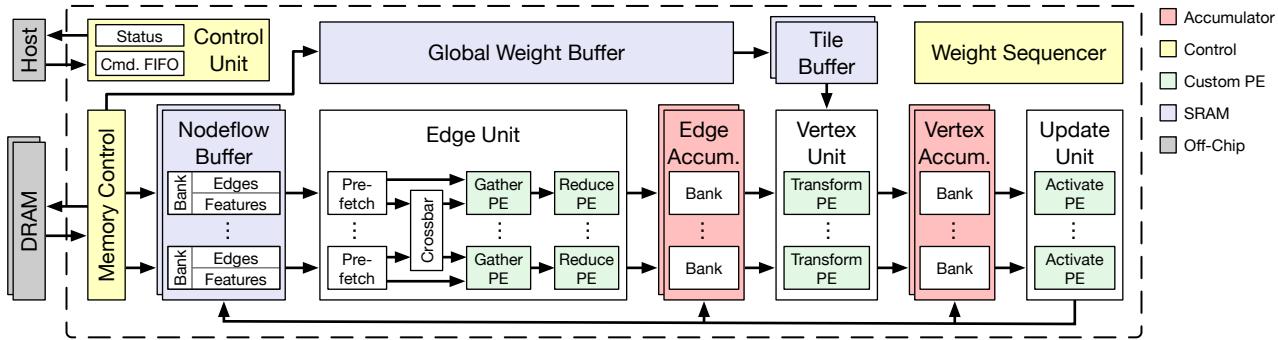 Host
Status
Cmd. FIFO
Control
Unit
Global Weight Buffer
Tile
Buffer
Weight Sequencer
Accumulator
Control
Custom PE
SRAM
Off-Chip
DRAM
Memory Control
Nodeflow
Buffer
Bank
Edges
Features
Bank
Edges
Features
Edge Unit
Pre-
fetch
Pre-
fetch
Crossbar
Gather
PE
Reduce
PE
Gather
PE
Reduce
PE
Edge
Accum.
Bank
Bank
Vertex
Unit
Transform
PE
Transform
PE
Vertex
Accum.
Bank
Bank
Update
Unit
Activate
PE
Activate
PE